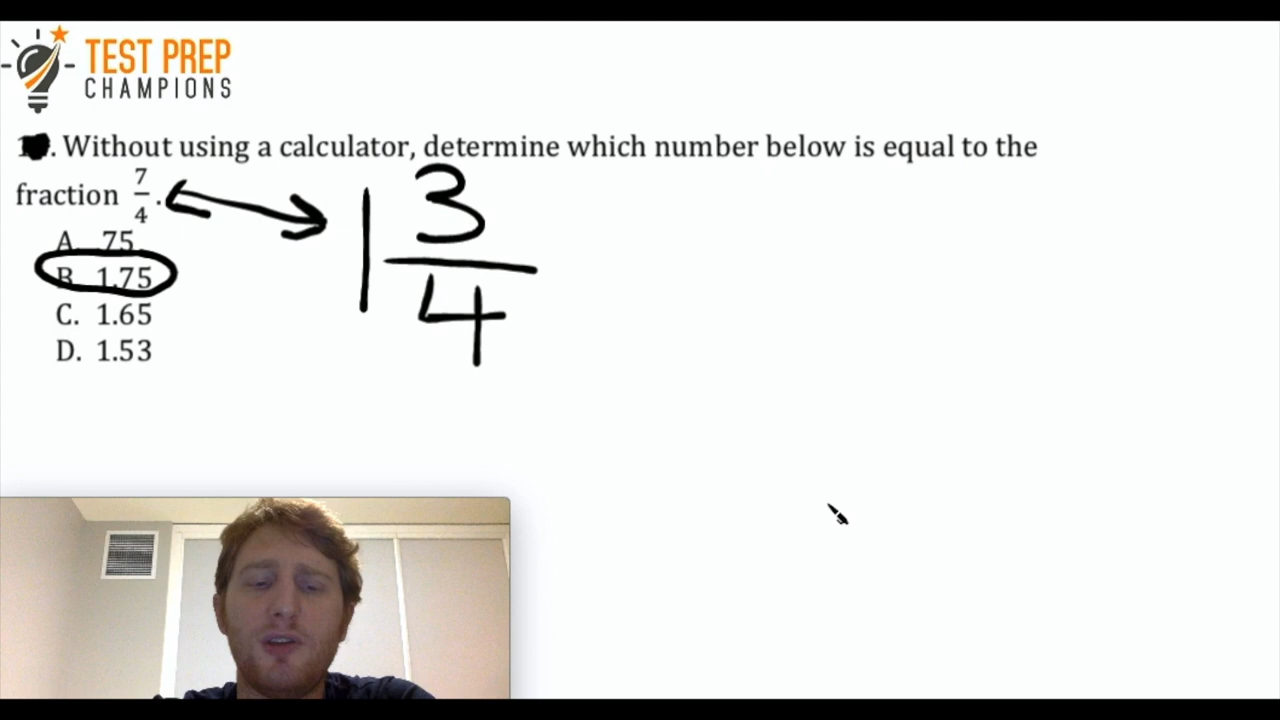 TEST PREP
CHAMPIONS
. Without using a calculator, determine which number below is equal to the
fraction 7/4.
1 3/4
A. .75
B. 1.75
C. 1.65
D. 1.53